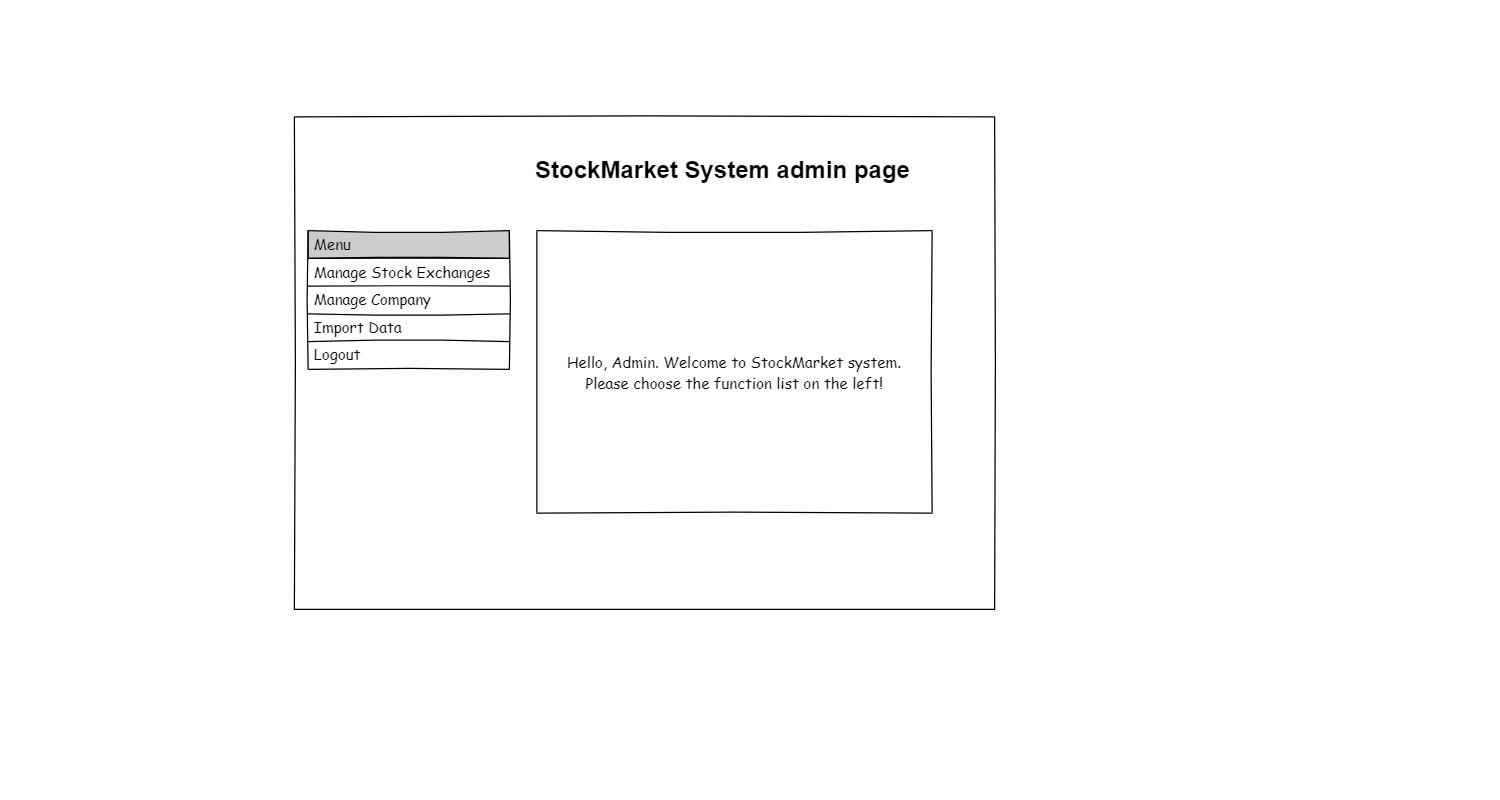 StockMarket System admin page
Menu
Manage Stock Exchanges
Manage Company
Import Data
Logout
Hello, Admin. Welcome to StockMarket system.
Please choose the function list on the left!